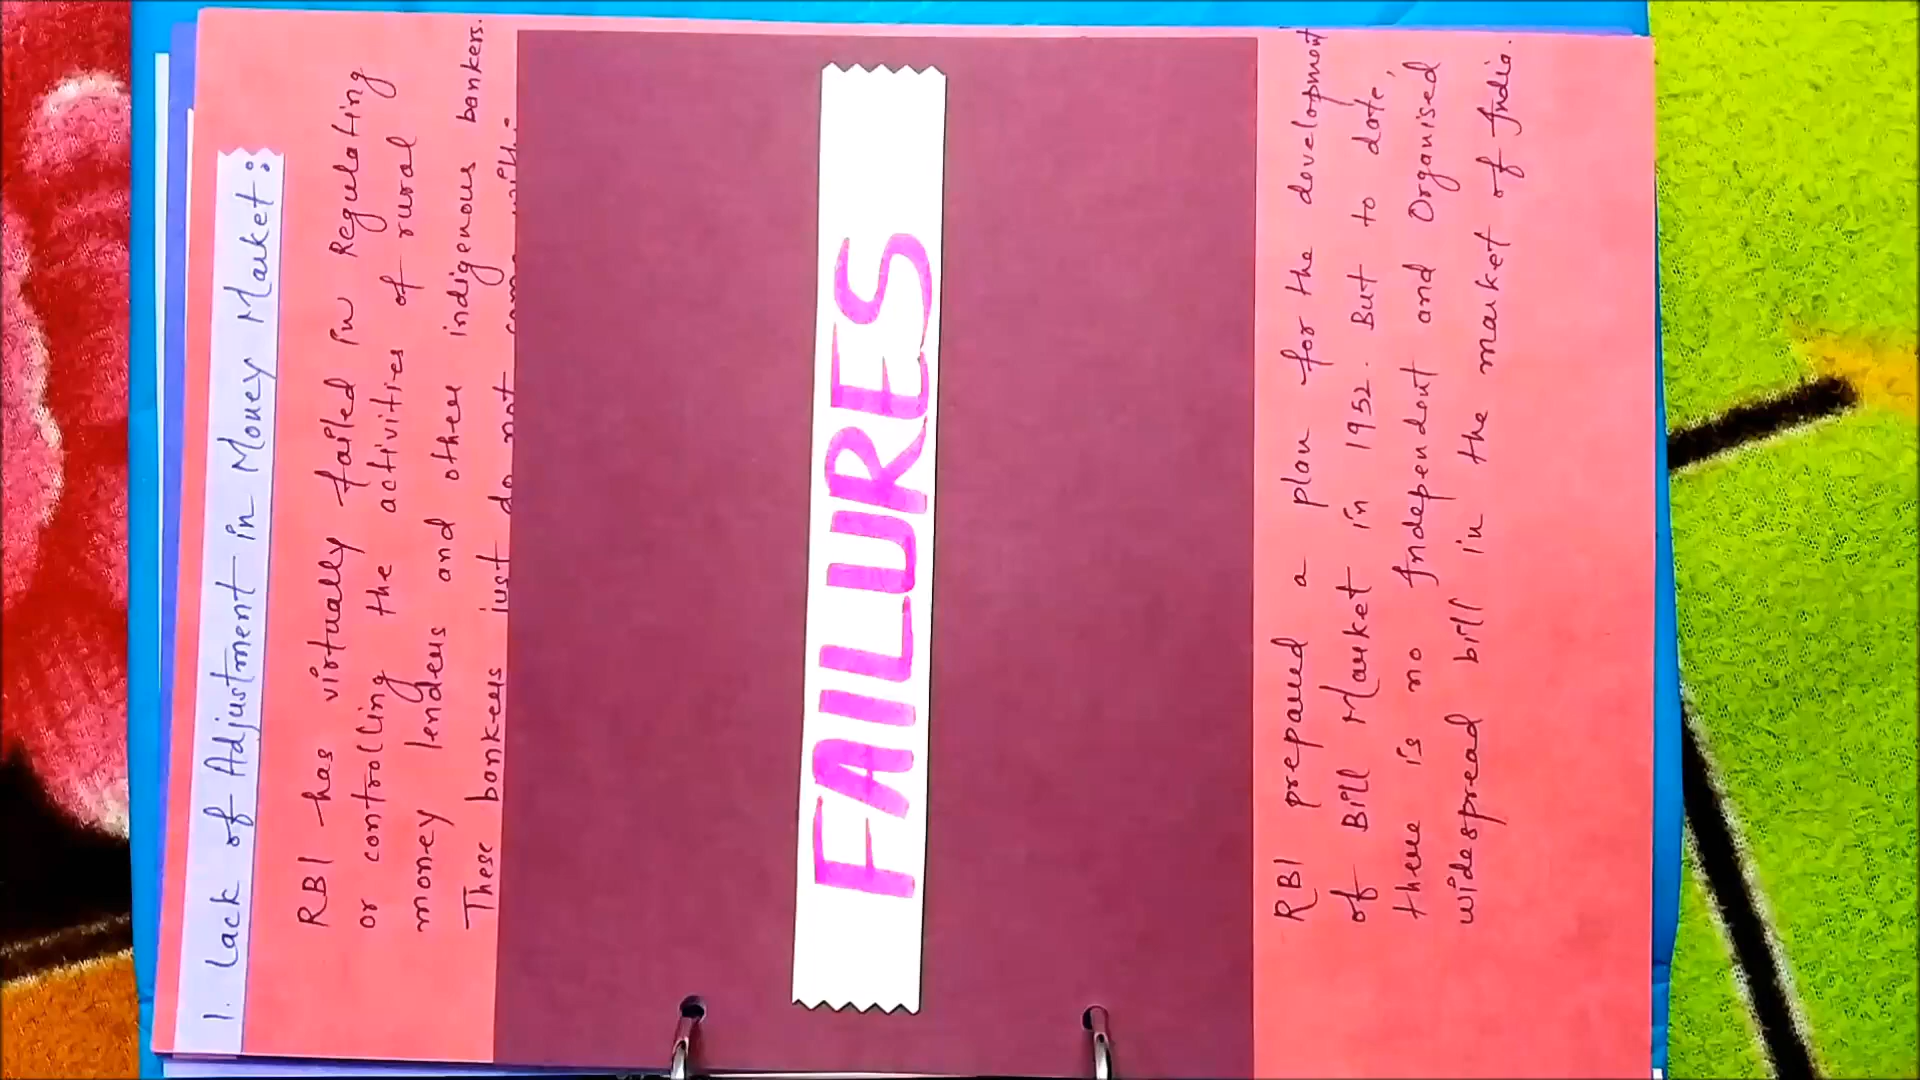 1. Lack of Adjustment in Money Market:
RBI has virtually failed in Regulating
or controlling the activities of rural
money lenders and other indigenous bankers.
These bankers just do not
FAILURES
RBI prepared a plan for the development
of Bill Market in 1952. But to date,
there is no Independent and Organised
widespread bill in the market of India.